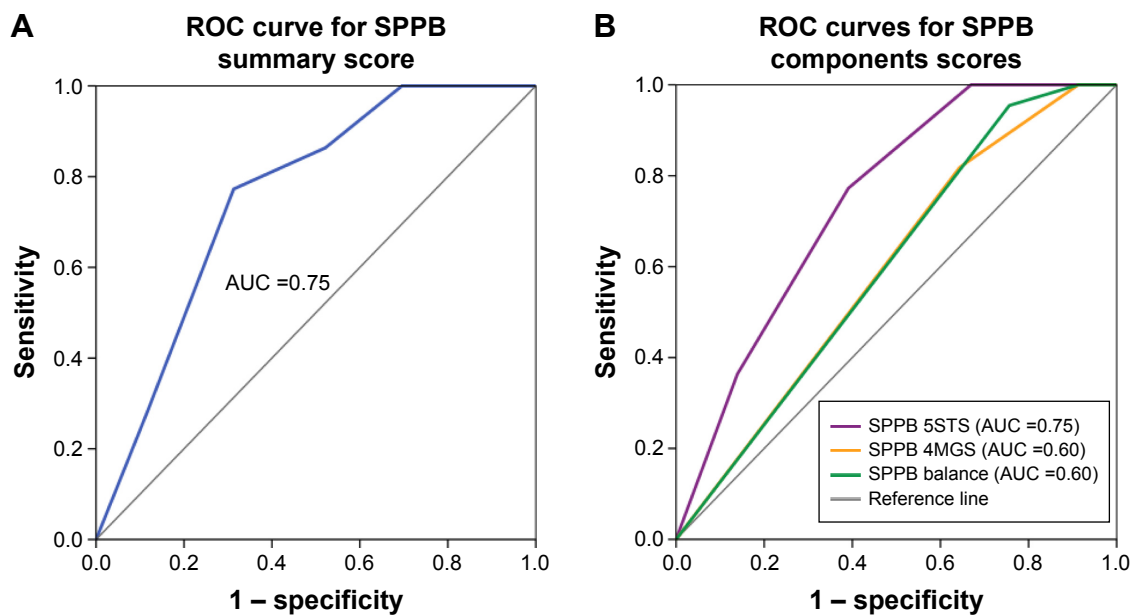 A
ROC curve for SPPB
summary score
Sensitivity
1.0
0.8
0.6
0.4
0.2
0.0
AUC =0.75
0.0 0.2 0.4 0.6 0.8 1.0
1 – specificity
B
ROC curves for SPPB
components scores
Sensitivity
1.0
0.8
0.6
0.4
0.2
0.0
SPPB 5STS (AUC =0.75)
SPPB 4MGS (AUC =0.60)
SPPB balance (AUC =0.60)
Reference line
0.0 0.2 0.4 0.6 0.8 1.0
1 – specificity